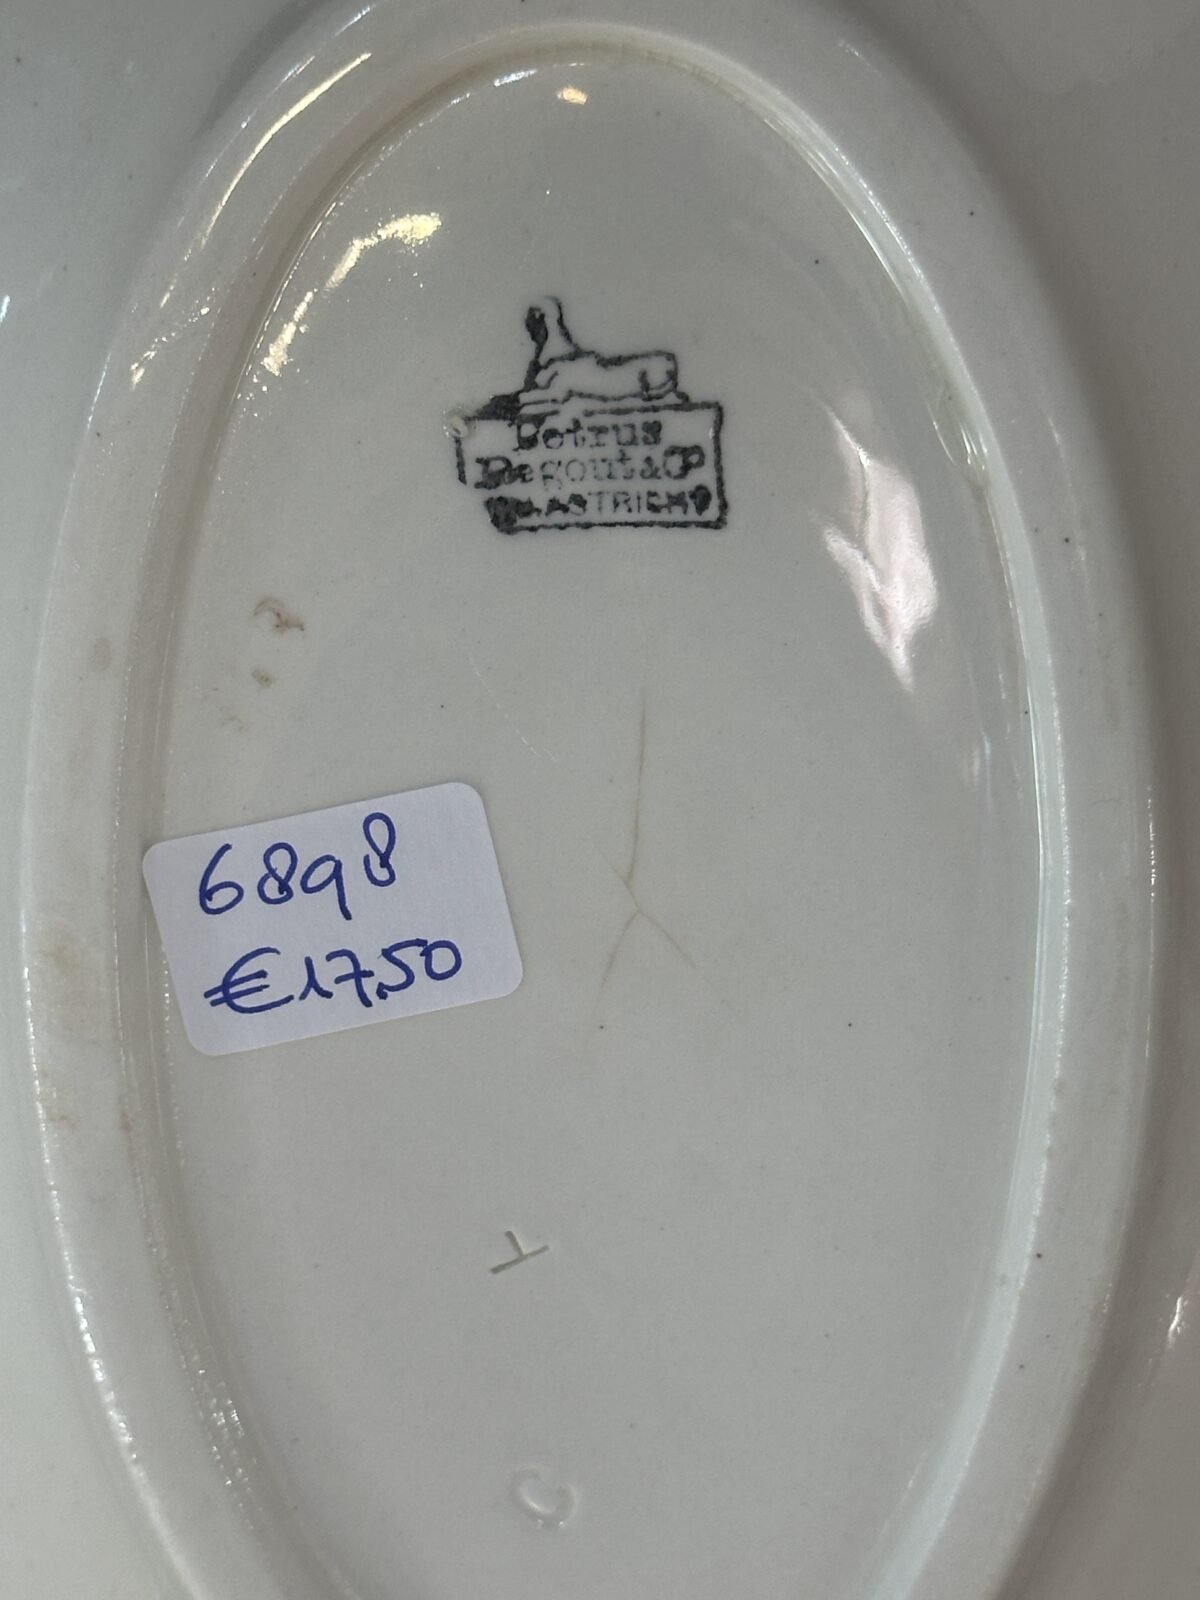 Petrus
Regout & Co
MAASTRICHT
6898
€17,50
T
C